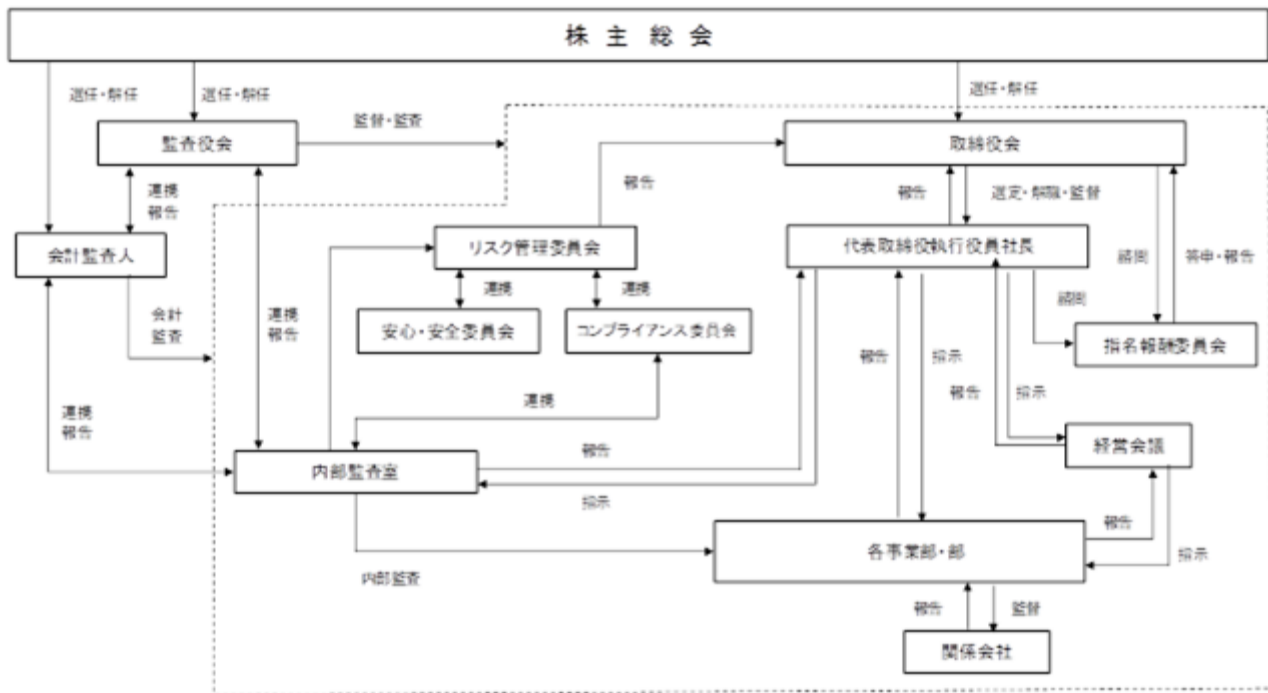 株主総会
選任・解任
選任・解任
選任・解任
監督・監査
監査役会
取締役会
連携
報告
報告
報告
選定・解職・監督
会計監査人
リスク管理委員会
代表取締役執行役員社長
諮問
答申・報告
連携
連携
諮問
会計
監査
連携
報告
安心・安全委員会
コンプライアンス委員会
指名報酬委員会
報告
指示
報告
指示
連携
連携
報告
経営会議
内部監査室
報告
指示
報告
各事業部・部
指示
内部監査
報告
監督
関係会社